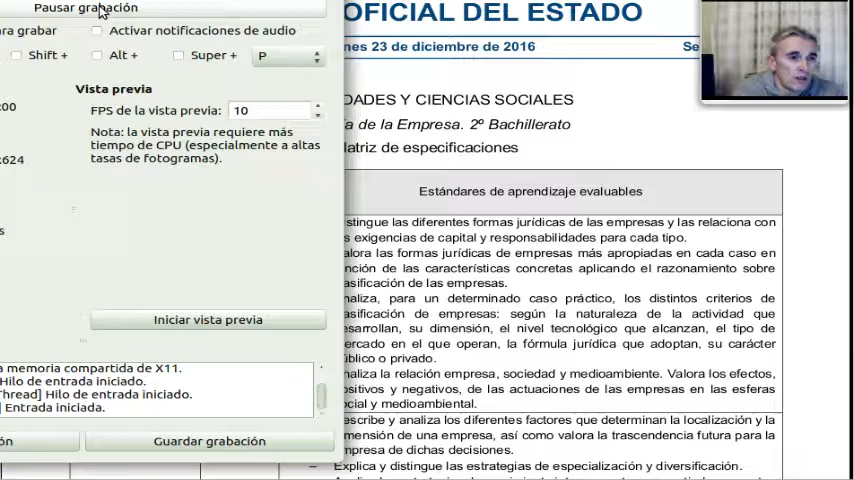 Pausar grabación
ra grabar
Activar notificaciones de audio
Shift +
Alt +
Super +
P
:00
Vista previa
FPS de la vista previa:
10
Nota: la vista previa requiere más
tiempo de CPU (especialmente a altas
tasas de fotogramas).
:624
s
Iniciar vista previa
a memoria compartida de X11.
Hilo de entrada iniciado.
Thread] Hilo de entrada iniciado.
] Entrada iniciada.
ón
Guardar grabación
OFICIAL DEL ESTADO
nes 23 de diciembre de 2016
Se
DADES Y CIENCIAS SOCIALES
ía de la Empresa. 2º Bachillerato
atriz de especificaciones
Estándares de aprendizaje evaluables
stingue las diferentes formas jurídicas de las empresas y las relaciona con
s exigencias de capital y responsabilidades para cada tipo.
alora las formas jurídicas de empresas más apropiadas en cada caso en
nción de las características concretas aplicando el razonamiento sobre
asificación de las empresas.
naliza, para un determinado caso práctico, los distintos criterios de
asificación de empresas: según la naturaleza de la actividad que
esarrollan, su dimensión, el nivel tecnológico que alcanzan, el tipo de
ercado en el que operan, la fórmula jurídica que adoptan, su carácter
úblico o privado.
naliza la relación empresa, sociedad y medioambiente. Valora los efectos,
ositivos y negativos, de las actuaciones de las empresas en las esferas
cial y medioambiental.
escribe y analiza los diferentes factores que determinan la localización y la
mensión de una empresa, así como valora la trascendencia futura para la
mpresa de dichas decisiones.
– Explica y distingue las estrategias de especialización y diversificación.